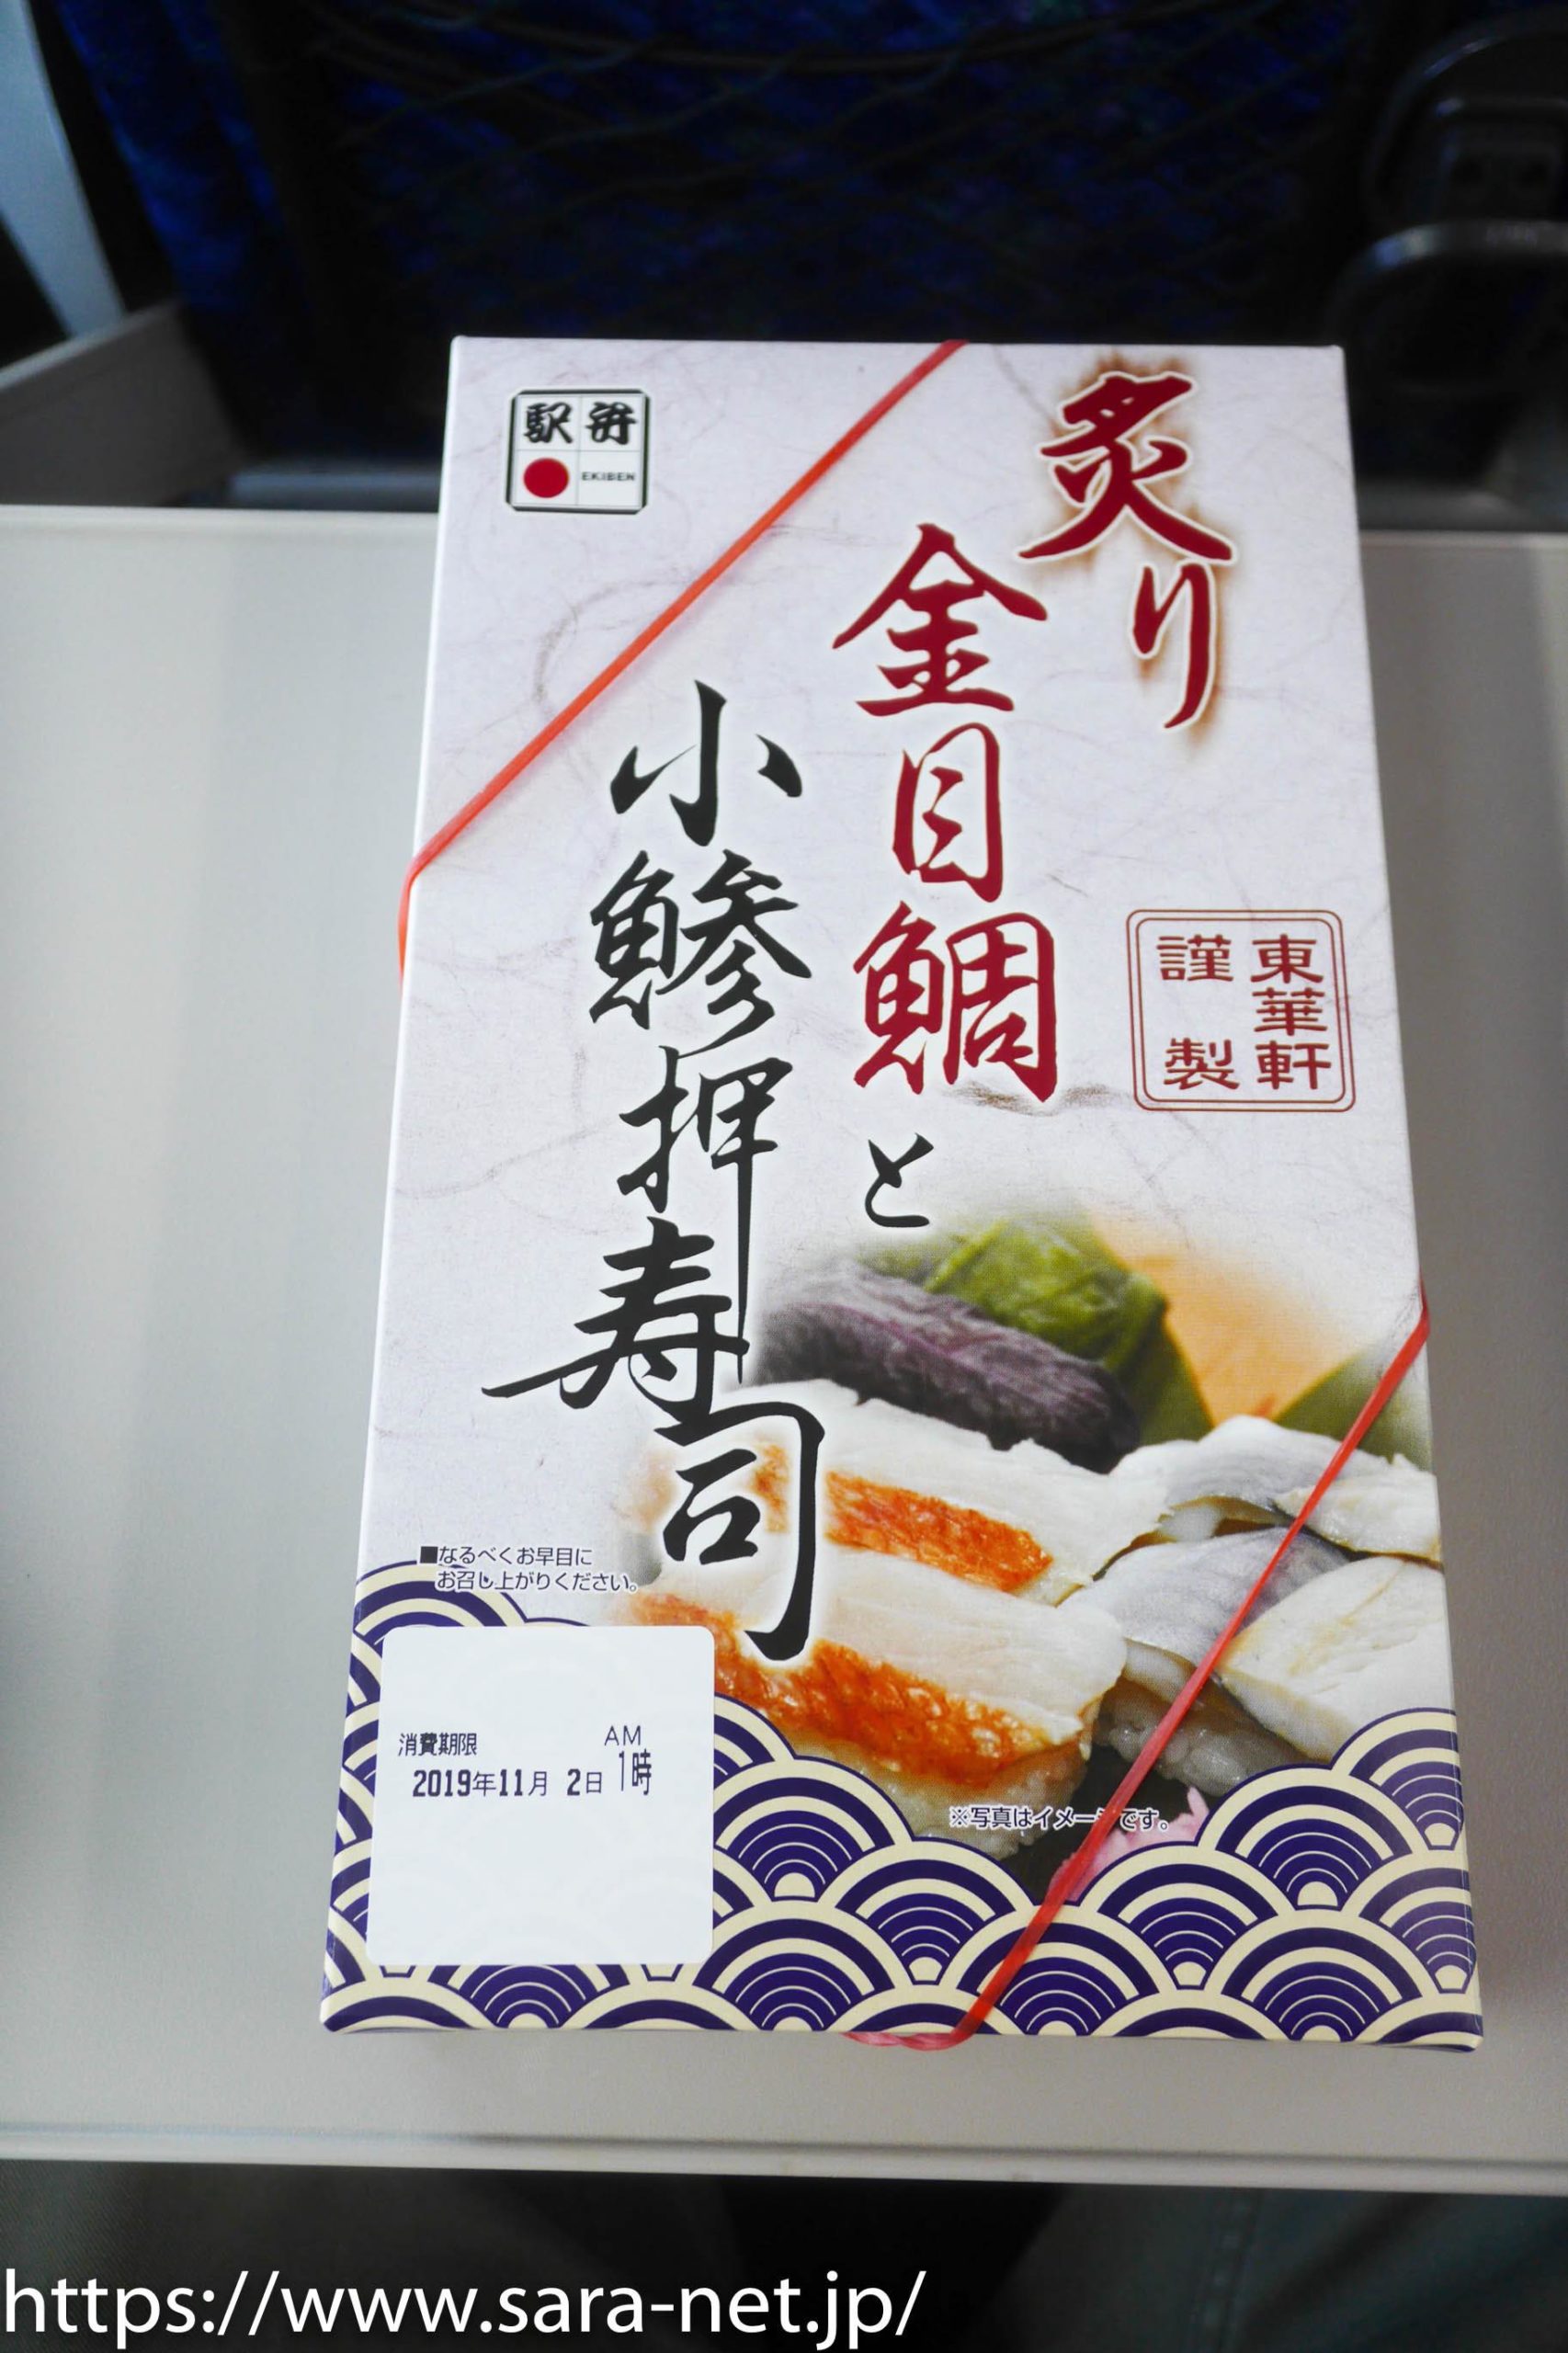 駅弁
EKIBEN
炙り
金目鯛と
小鯵押寿司
東華軒
謹製
■なるべくお早目に
お召し上がりください。
消費期限
AM
2019年11月 2日 1時
※写真はイメージです。
https://www.sara-net.jp/